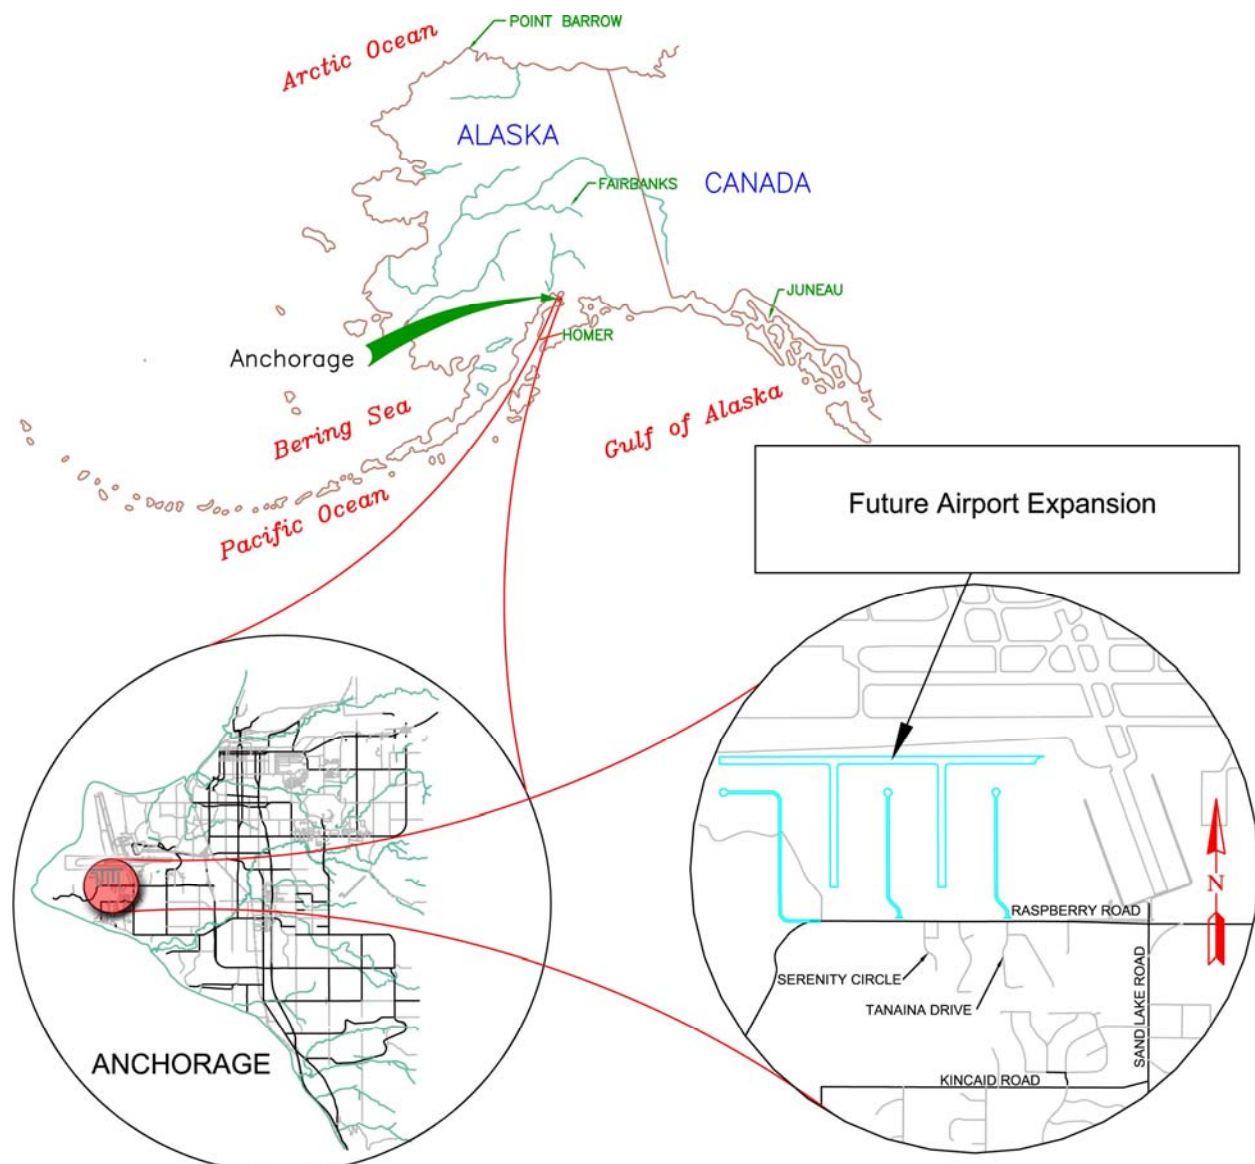 POINT BARROW
Arctic Ocean
ALASKA
CANADA
FAIRBANKS
JUNEAU
HOMER
Anchorage
Bering Sea
Gulf of Alaska
Pacific Ocean
Future Airport Expansion
N
RASPBERRY ROAD
SERENITY CIRCLE
TANAINA DRIVE
SAND LAKE ROAD
KINCAID ROAD
ANCHORAGE